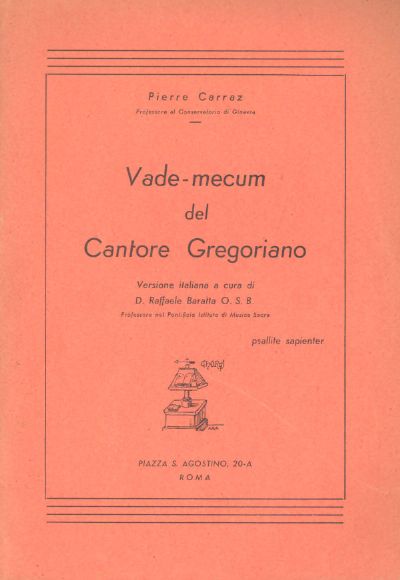 Pierre Carraz
Professore al Conservatorio di Ginevra
Vade-mecum
del
Cantore Gregoriano
Versione italiana a cura di
D. Raffaele Baratta O. S. B.
Professore nel Pontificio Istituto di Musica Sacra
psallite sapienter
PIAZZA S. AGOSTINO, 20-A
ROMA